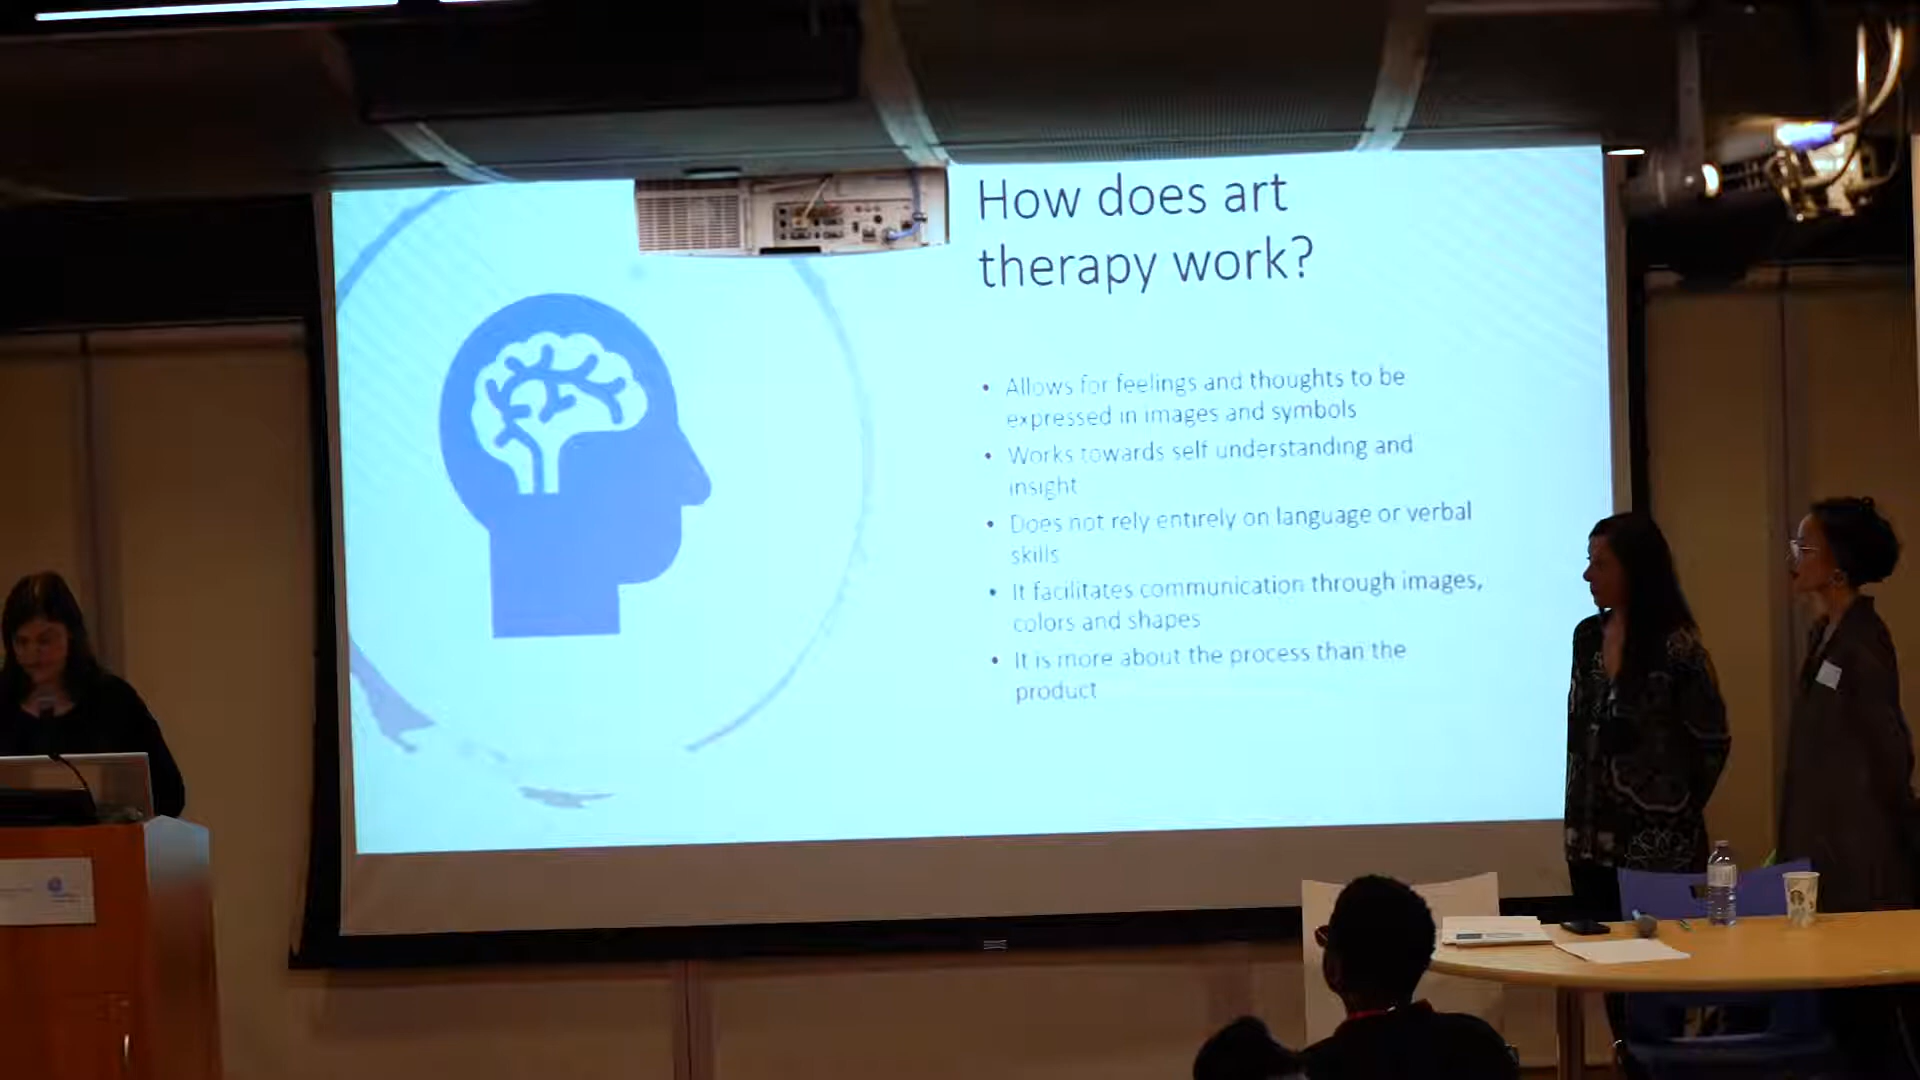 How does art
therapy work?
• Allows for feelings and thoughts to be
expressed in images and symbols
• Works towards self understanding and
insight
• Does not rely entirely on language or verbal
skills
• It facilitates communication through images,
colors and shapes
• It is more about the process than the
product